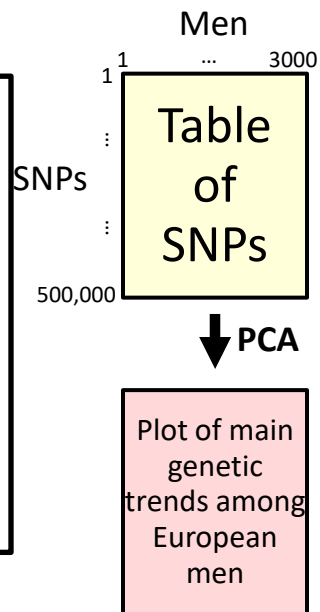 Men
1 ... 3000
1
⋮
SNPs
⋮
500,000
Table
of
SNPs
PCA
Plot of main
genetic
trends among
European
men